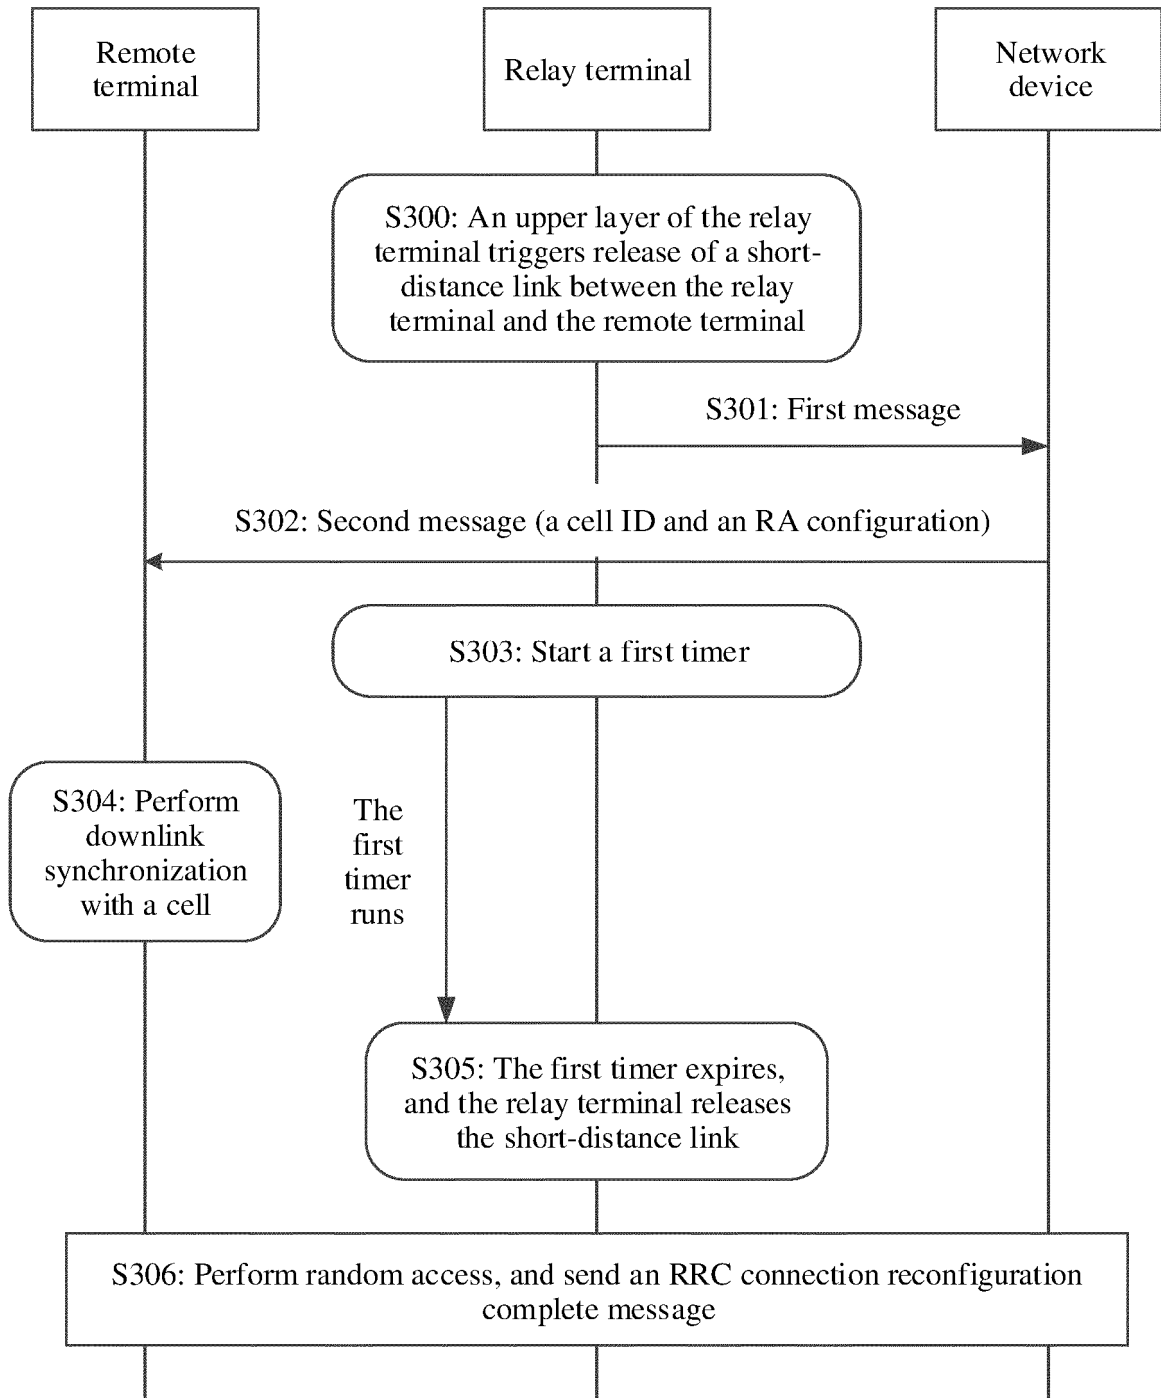 Remote
terminal
Relay terminal
Network
device
S300: An upper layer of the relay
terminal triggers release of a short-
distance link between the relay
terminal and the remote terminal
S301: First message
S302: Second message (a cell ID and an RA configuration)
S303: Start a first timer
S304: Perform
downlink
synchronization
with a cell
The
first
timer
runs
S305: The first timer expires,
and the relay terminal releases
the short-distance link
S306: Perform random access, and send an RRC connection reconfiguration
complete message